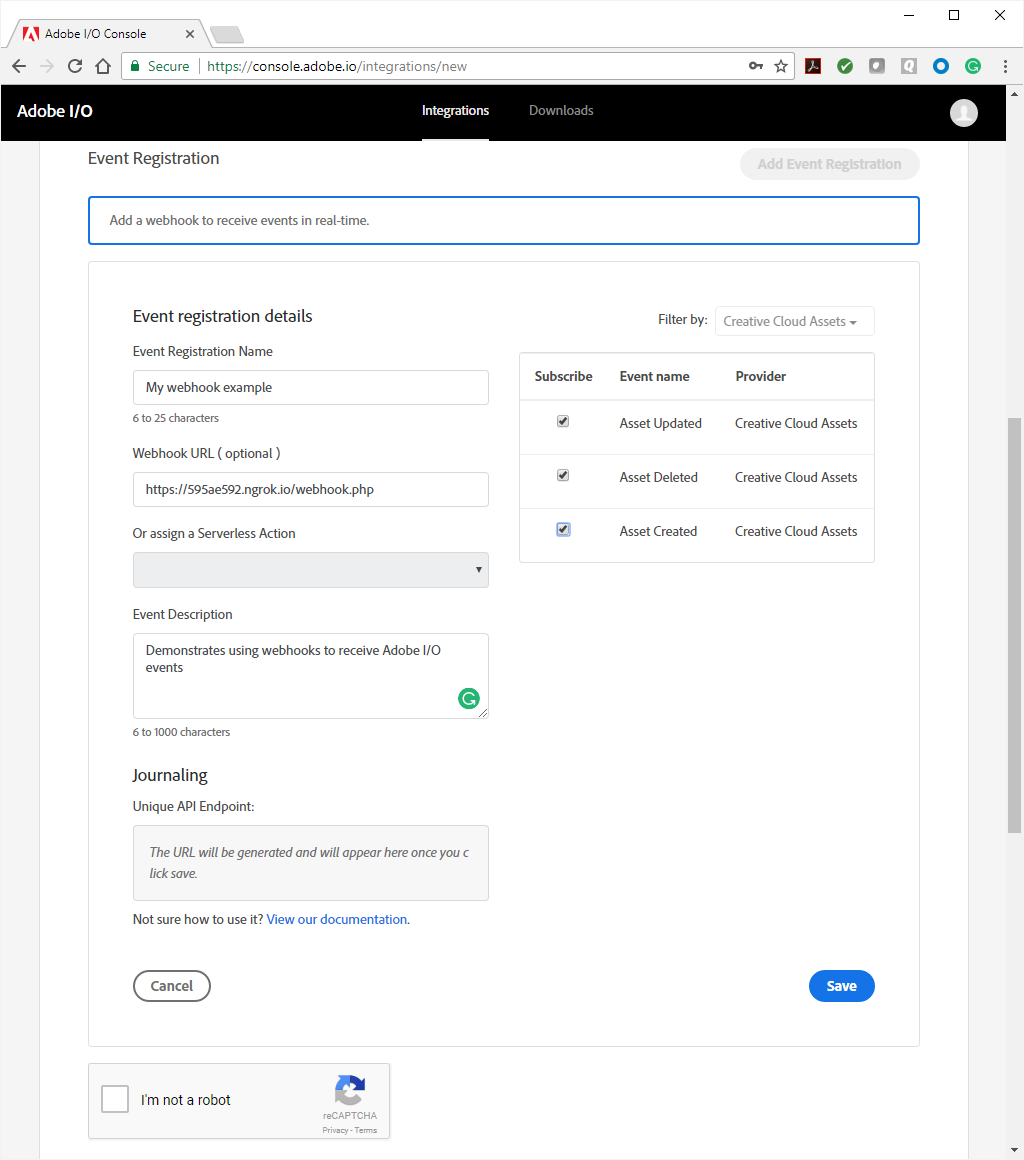 Adobe I/O Console
Secure
https://console.adobe.io/integrations/new
Adobe I/O
Integrations
Downloads
Event Registration
Add Event Registration
Add a webhook to receive events in real-time.
Event registration details
Filter by:
Creative Cloud Assets
Event Registration Name
My webhook example
6 to 25 characters
Webhook URL ( optional )
https://595ae592.ngrok.io/webhook.php
Or assign a Serverless Action
Event Description
Demonstrates using webhooks to receive Adobe I/O
events
6 to 1000 characters
Subscribe Event name Provider
Asset Updated Creative Cloud Assets
Asset Deleted Creative Cloud Assets
Asset Created Creative Cloud Assets
Journaling
Unique API Endpoint:
The URL will be generated and will appear here once you c
lick save.
Not sure how to use it? View our documentation.
Cancel
Save
I'm not a robot
reCAPTCHA
Privacy - Terms